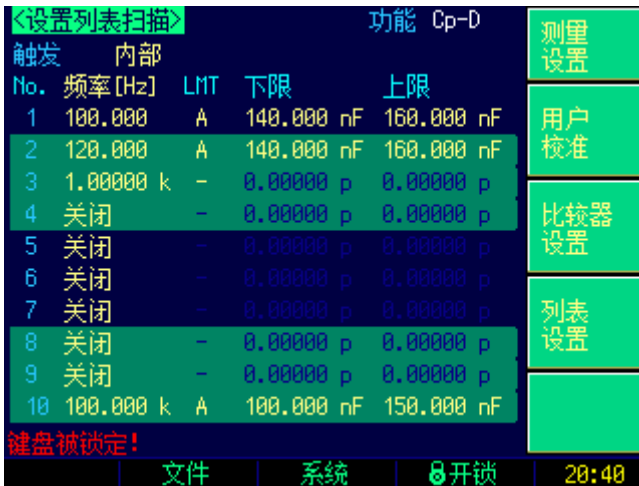 <设置列表扫描> 功能 Cp-D
触发 内部
No. 频率[Hz] LMT 下限 上限
1 100.000 A 140.000 nF 160.000 nF
2 120.000 A 140.000 nF 160.000 nF
3 1.00000 k - 0.00000 p 0.00000 p
4 关闭 - 0.00000 p 0.00000 p
5 关闭 - 0.00000 p 0.00000 p
6 关闭 - 0.00000 p 0.00000 p
7 关闭 - 0.00000 p 0.00000 p
8 关闭 - 0.00000 p 0.00000 p
9 关闭 - 0.00000 p 0.00000 p
10 100.000 k A 100.000 nF 150.000 nF
键盘被锁定!
测量
设置
用户
校准
比较器
设置
列表
设置
文件 系统 开锁 20:40